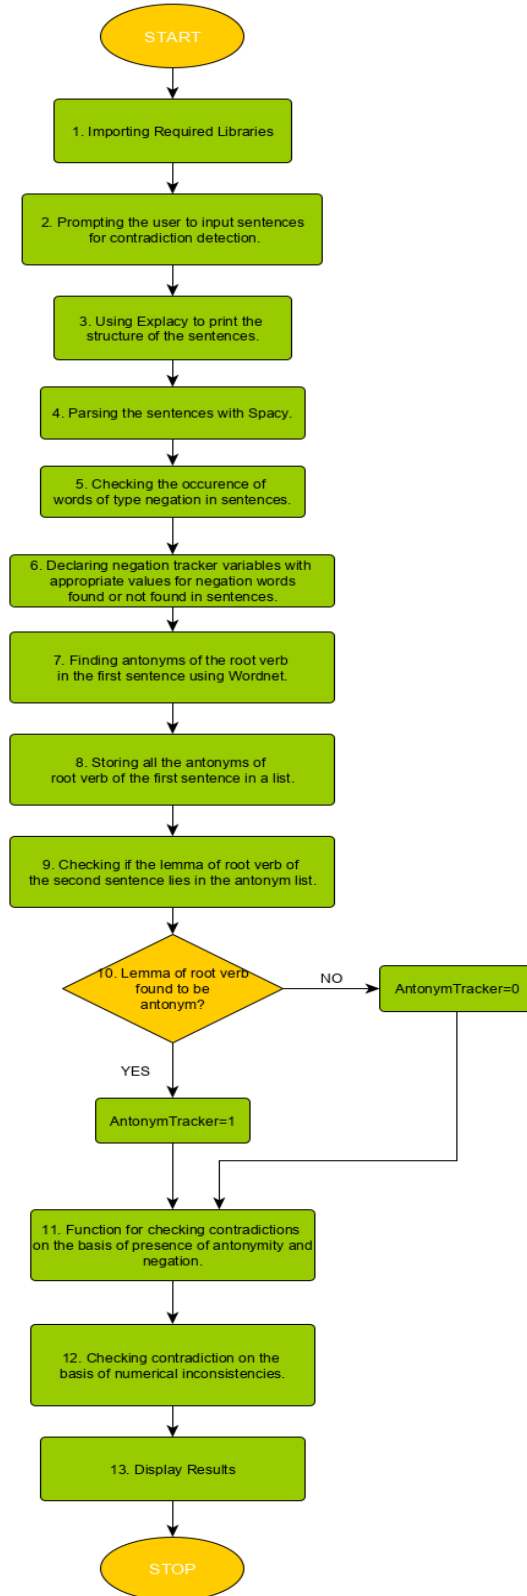 START
1. Importing Required Libraries
2. Prompting the user to input sentences
for contradiction detection.
3. Using Explacy to print the
structure of the sentences.
4. Parsing the sentences with Spacy.
5. Checking the occurence of
words of type negation in sentences.
6. Declaring negation tracker variables with
appropriate values for negation words
found or not found in sentences.
7. Finding antonyms of the root verb
in the first sentence using Wordnet.
8. Storing all the antonyms of
root verb of the first sentence in a list.
9. Checking if the lemma of root verb of
the second sentence lies in the antonym list.
10. Lemma of root verb
found to be
antonym?
NO
AntonymTracker=0
YES
AntonymTracker=1
11. Function for checking contradictions
on the basis of presence of antonymity and
negation.
12. Checking contradiction on the
basis of numerical inconsistencies.
13. Display Results
STOP